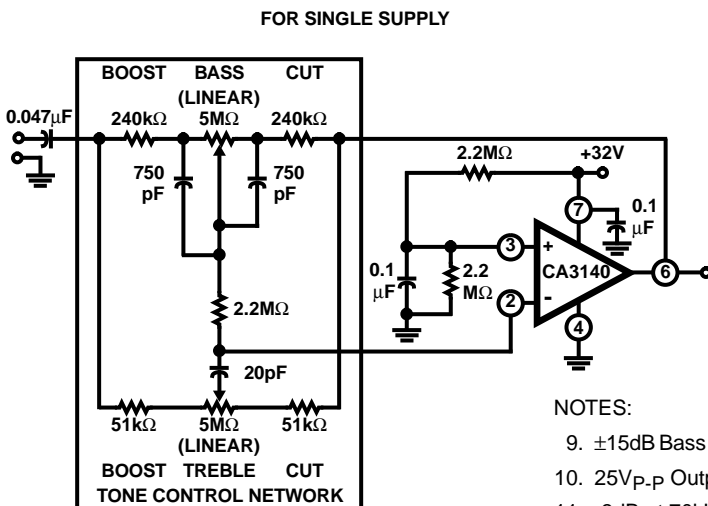 FOR SINGLE SUPPLY
BOOST BASS CUT
(LINEAR)
0.047μF
240kΩ 5MΩ 240kΩ
750 pF
750 pF
2.2MΩ
20pF
51kΩ 5MΩ 51kΩ
(LINEAR)
BOOST TREBLE CUT
TONE CONTROL NETWORK
2.2MΩ
+32V
7
0.1 μF
3
+
CA3140
6
0.1 μF
2.2 MΩ
2
-
4
NOTES:
9. ±15dB Bass
10. 25VP-P